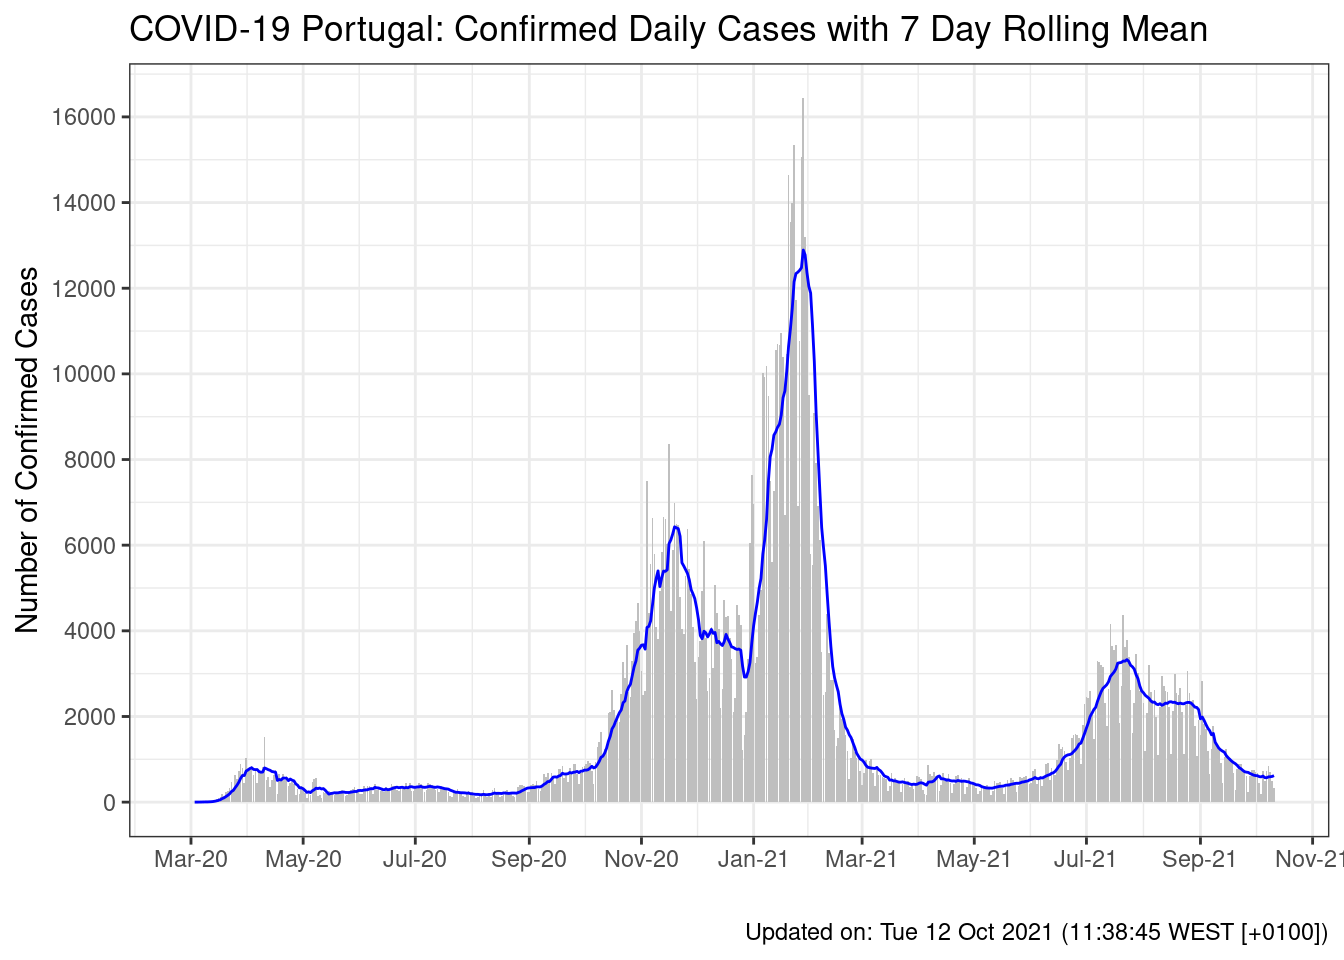 COVID-19 Portugal: Confirmed Daily Cases with 7 Day Rolling Mean
Number of Confirmed Cases
16000
14000
12000
10000
8000
6000
4000
2000
0
Mar-20 May-20 Jul-20 Sep-20 Nov-20 Jan-21 Mar-21 May-21 Jul-21 Sep-21 Nov-21
Updated on: Tue 12 Oct 2021 (11:38:45 WEST [+0100])